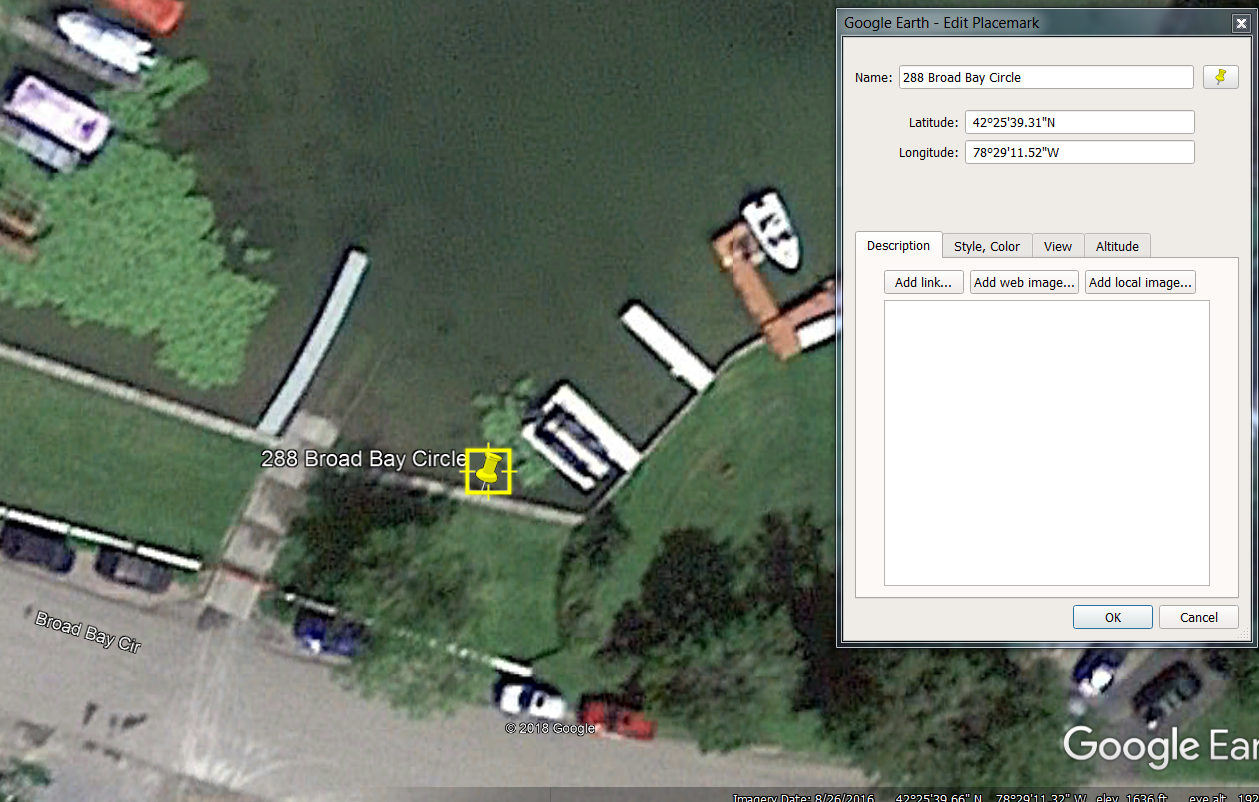 Google Earth - Edit Placemark
Name: 288 Broad Bay Circle
Latitude: 42°25'39.31"N
Longitude: 78°29'11.52"W
Description Style, Color View Altitude
Add link... Add web image... Add local image...
OK Cancel
288 Broad Bay Circle
Broad Bay Cir
© 2018 Google
Google Ear
Imagery Date: 8/26/2016 42°25'39.66" N 78°29'11.32" W elev 1636 ft eye alt 192